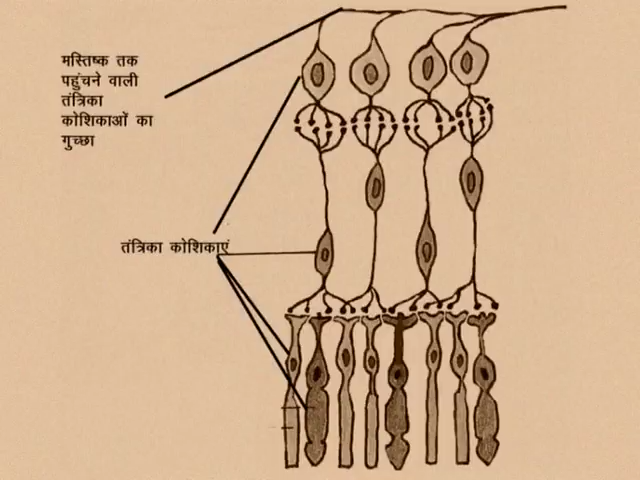 मस्तिष्क तक
पहुंचने वाली
तंत्रिका
कोशिकाओं का
गुच्छा
तंत्रिका कोशिकाएं